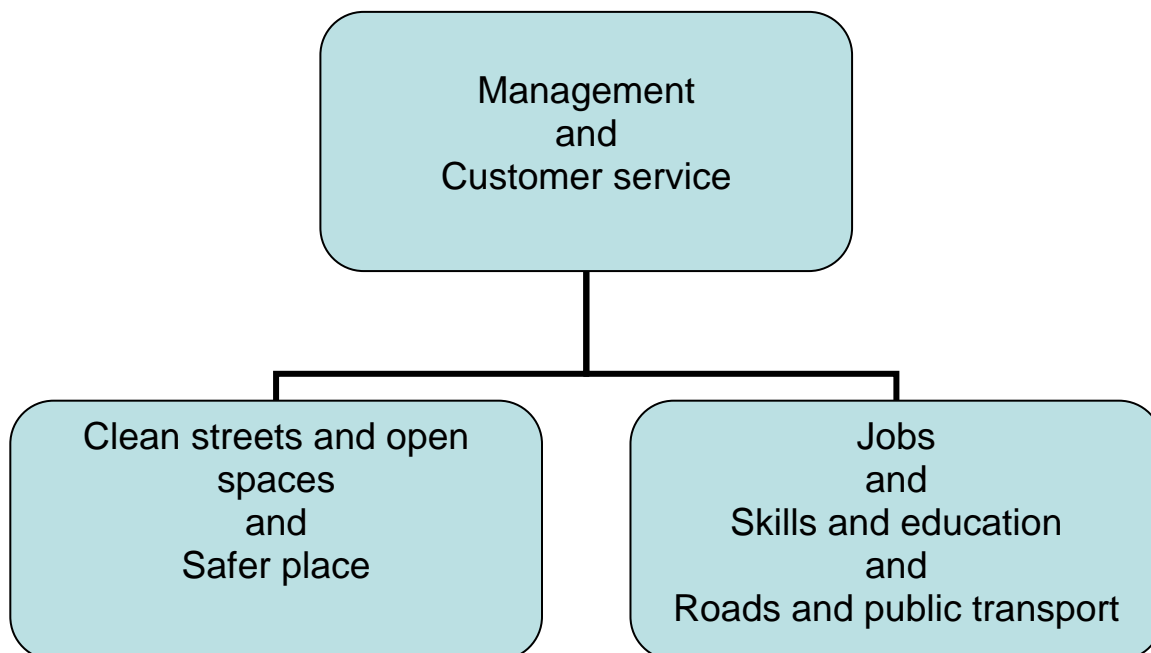 Management
and
Customer service
Clean streets and open
spaces
and
Safer place
Jobs
and
Skills and education
and
Roads and public transport